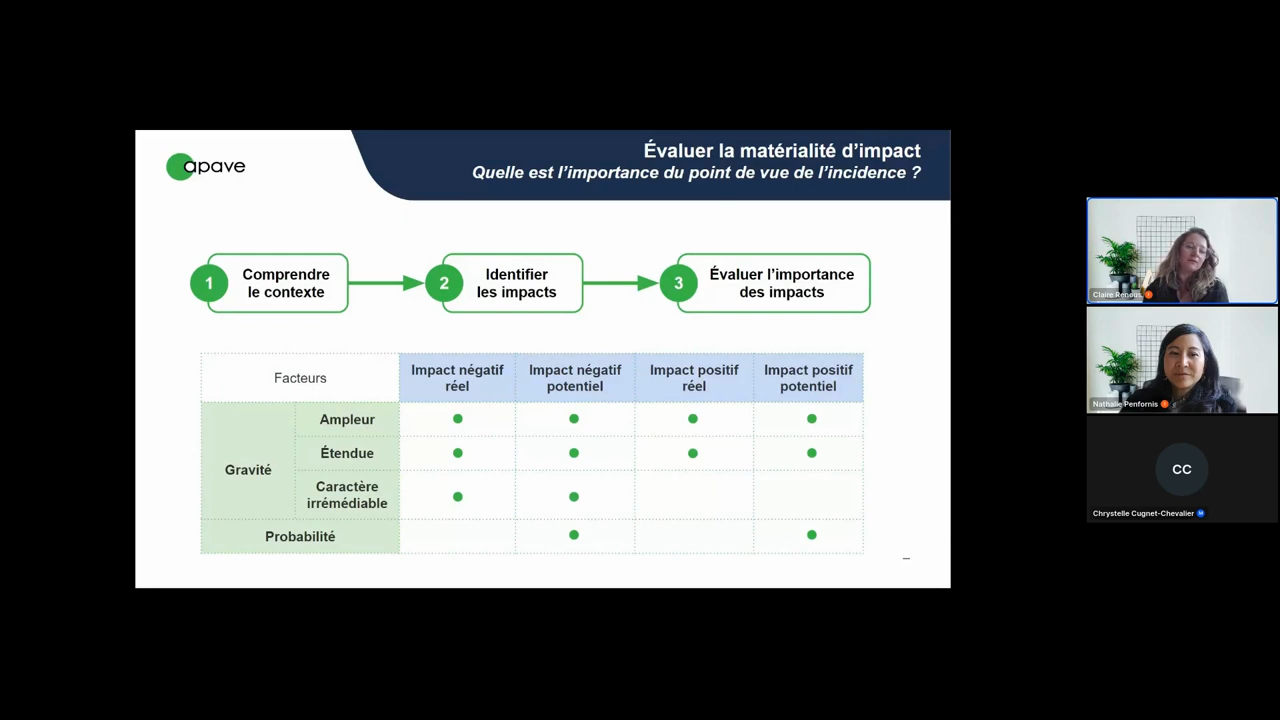 apave
Évaluer la matérialité d’impact
Quelle est l’importance du point de vue de l’incidence ?
1
Comprendre
le contexte
2
Identifier
les impacts
3
Évaluer l’importance
des impacts
Facteurs
Impact négatif
réel
Impact négatif
potentiel
Impact positif
réel
Impact positif
potentiel
Gravité
Ampleur
Étendue
Caractère
irrémédiable
Probabilité
Claire
Nathalie Penfornis
CC
Chrystelle Cugnet-Chevalier